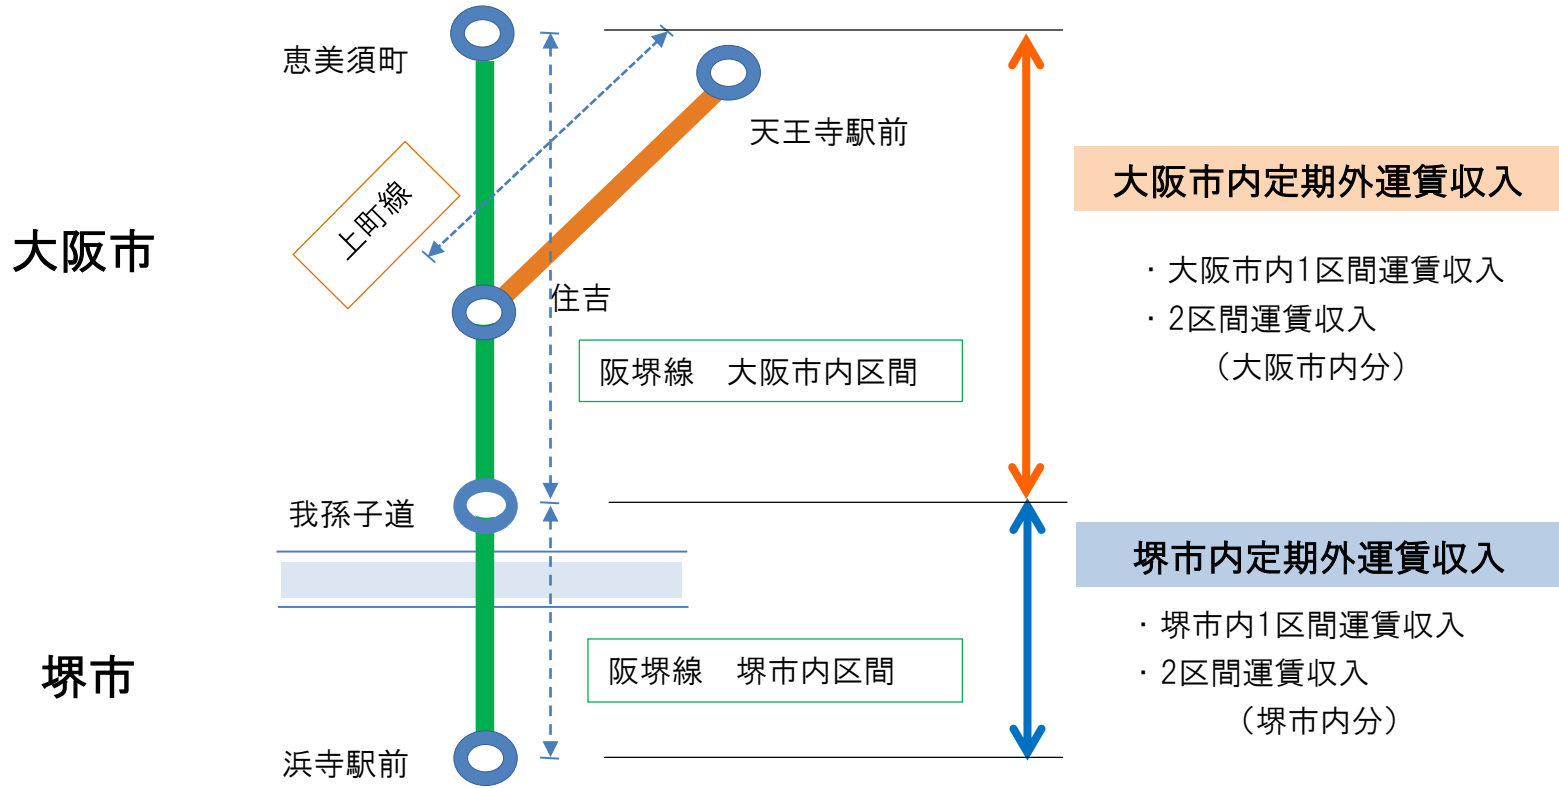 恵美須町
天王寺駅前
大阪市内定期外運賃収入
上町線
大阪市
・大阪市内1区間運賃収入
・2区間運賃収入
（大阪市内分）
住吉
阪堺線　大阪市内区間
我孫子道
堺市内定期外運賃収入
・堺市内1区間運賃収入
・2区間運賃収入
（堺市内分）
堺市
阪堺線　堺市内区間
浜寺駅前